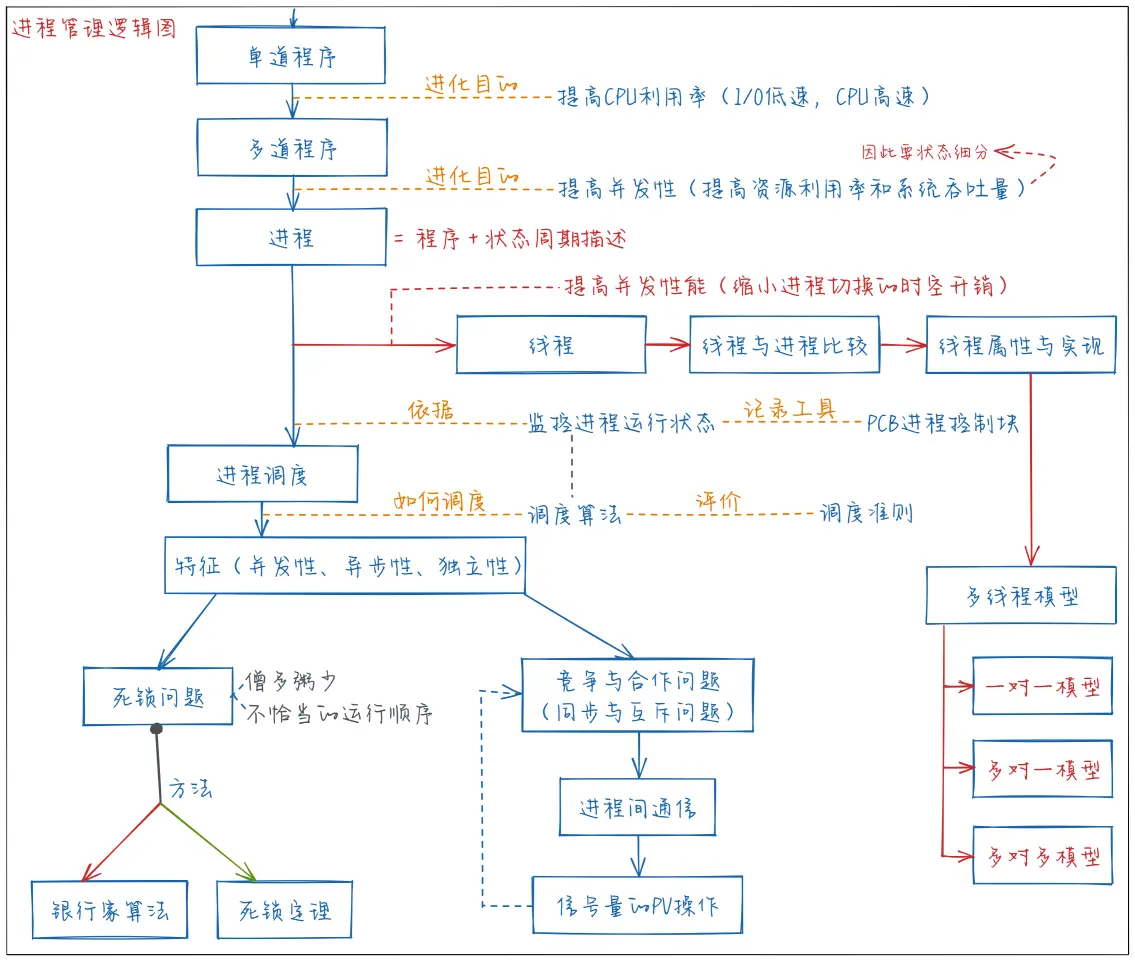 进程管理逻辑图
单道程序
进化目的
提高CPU利用率（I/O低速，CPU高速）
多道程序
因此要状态细分
进化目的
提高并发性（提高资源利用率和系统吞吐量）
进程
= 程序 + 状态周期描述
提高并发性能（缩小进程切换的时空开销）
线程
线程与进程比较
线程属性与实现
依据
监控进程运行状态
记录工具
PCB进程控制块
进程调度
如何调度
调度算法
评价
调度准则
特征（并发性、异步性、独立性）
多线程模型
死锁问题
僧多粥少
不恰当的运行顺序
竞争与合作问题
（同步与互斥问题）
一对一模型
多对一模型
方法
进程间通信
多对多模型
银行家算法
死锁定理
信号量的PV操作